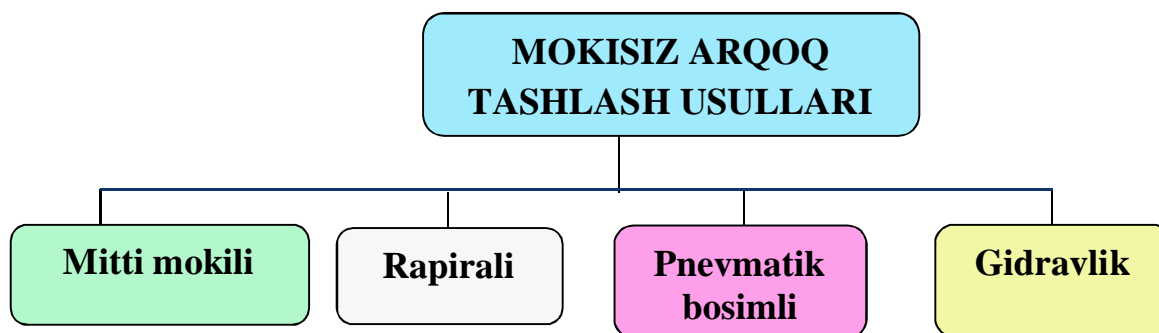 MOKISIZ ARQOQ
TASHLASH USULLARI
Mitti mokili
Rapirali
Pnevmatik
bosimli
Gidravlik